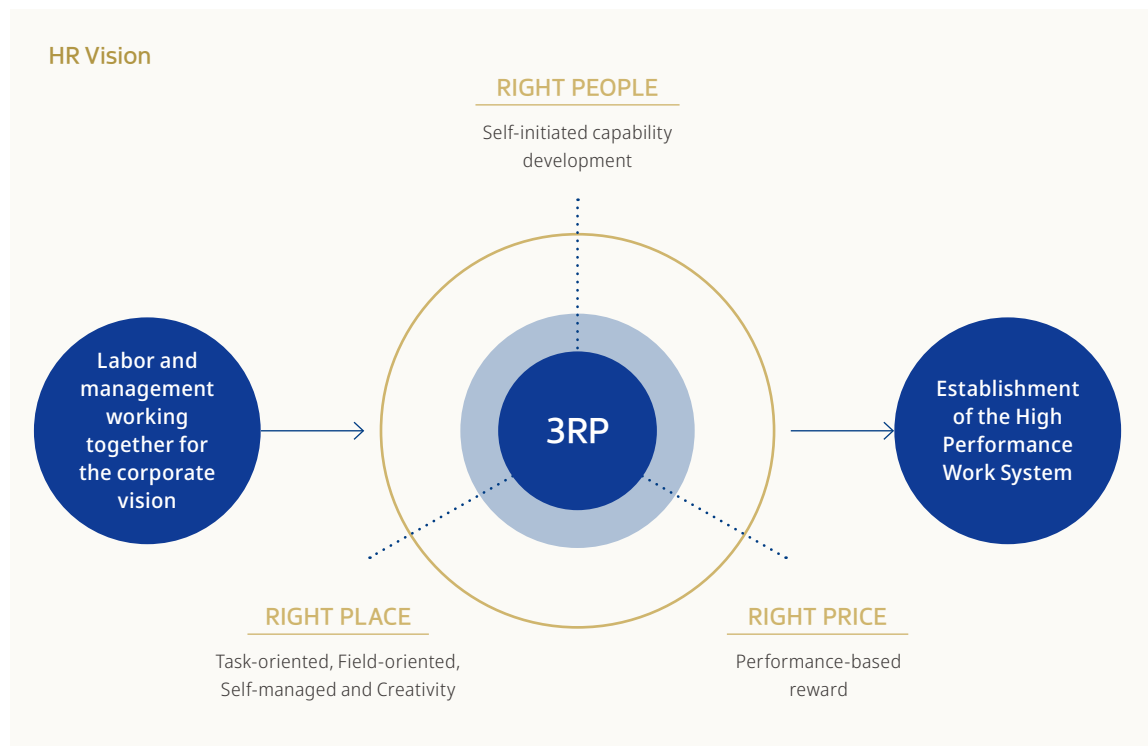 HR Vision
RIGHT PEOPLE
Self-initiated capability
development
Labor and
management
working
together for
the corporate
vision
3RP
Establishment
of the High
Performance
Work System
RIGHT PLACE
Task-oriented, Field-oriented,
Self-managed and Creativity
RIGHT PRICE
Performance-based
reward